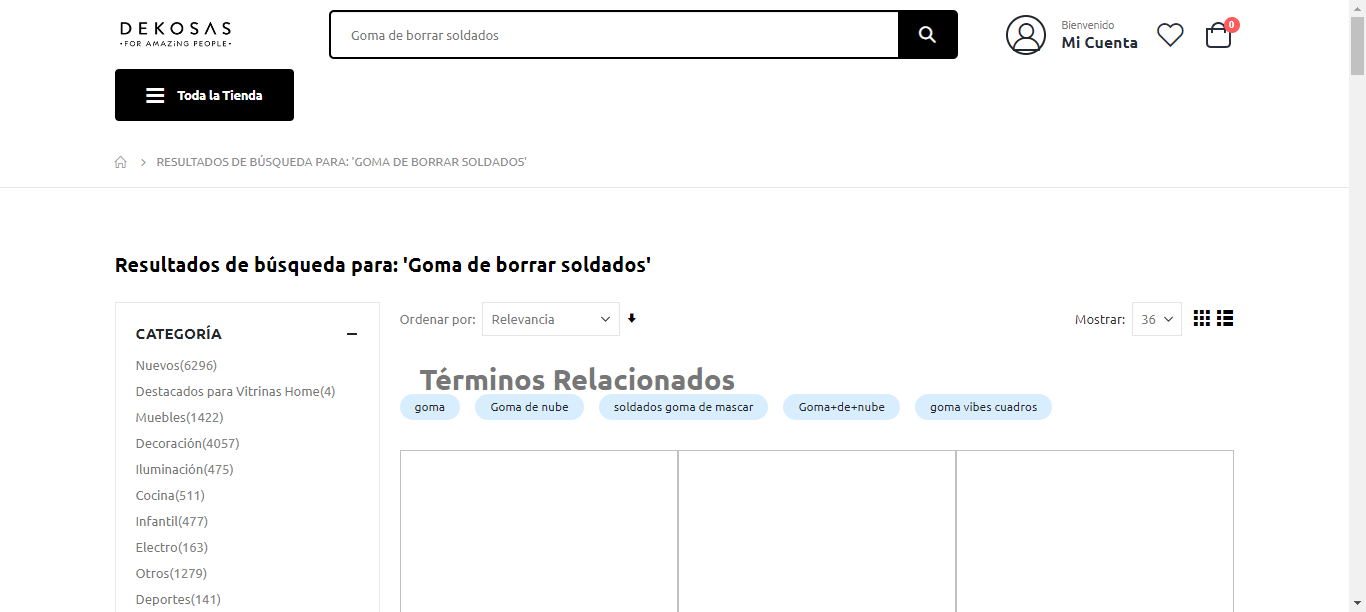 DEKOSAS
•FOR AMAZING PEOPLE•
Goma de borrar soldados
Bienvenido
Mi Cuenta
0
Toda la Tienda
RESULTADOS DE BÚSQUEDA PARA: 'GOMA DE BORRAR SOLDADOS'
Resultados de búsqueda para: 'Goma de borrar soldados'
CATEGORÍA
Nuevos(6296)
Destacados para Vitrinas Home(4)
Muebles(1422)
Decoración(4057)
Iluminación(475)
Cocina(511)
Infantil(477)
Electro(163)
Otros(1279)
Deportes(141)
Ordenar por: Relevancia
Mostrar: 36
Términos Relacionados
goma
Goma de nube
soldados goma de mascar
Goma+de+nube
goma vibes cuadros